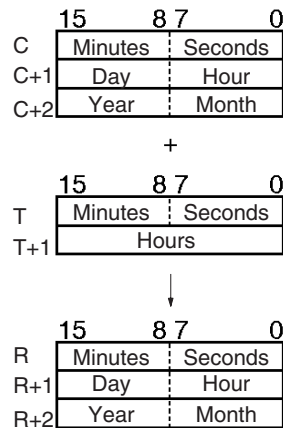 15 8 7 0
C Minutes Seconds
C+1 Day Hour
C+2 Year Month
+
15 8 7 0
T Minutes Seconds
T+1 Hours
15 8 7 0
R Minutes Seconds
R+1 Day Hour
R+2 Year Month